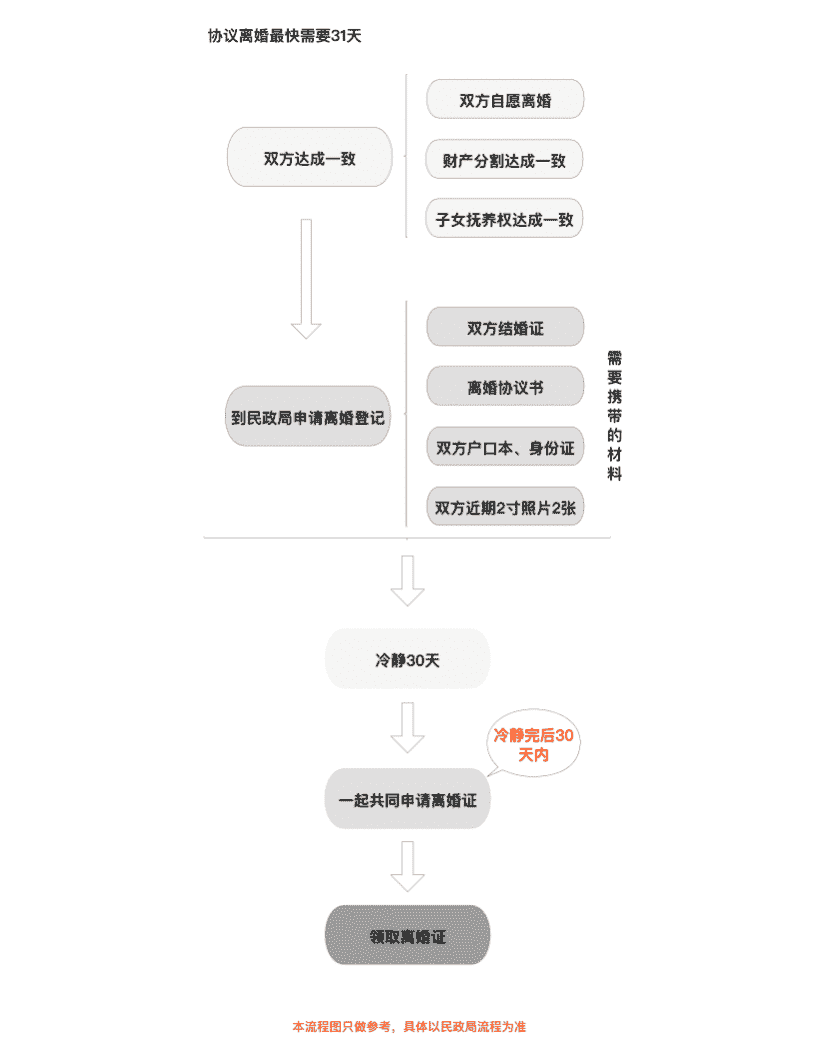 协议离婚最快需要31天
双方达成一致
双方自愿离婚
财产分割达成一致
子女抚养权达成一致
到民政局申请离婚登记
双方结婚证
离婚协议书
双方户口本、身份证
双方近期2寸照片2张
需要携带的材料
冷静30天
冷静完后30
天内
一起共同申请离婚证
领取离婚证
本流程图只做参考，具体以民政局流程为准